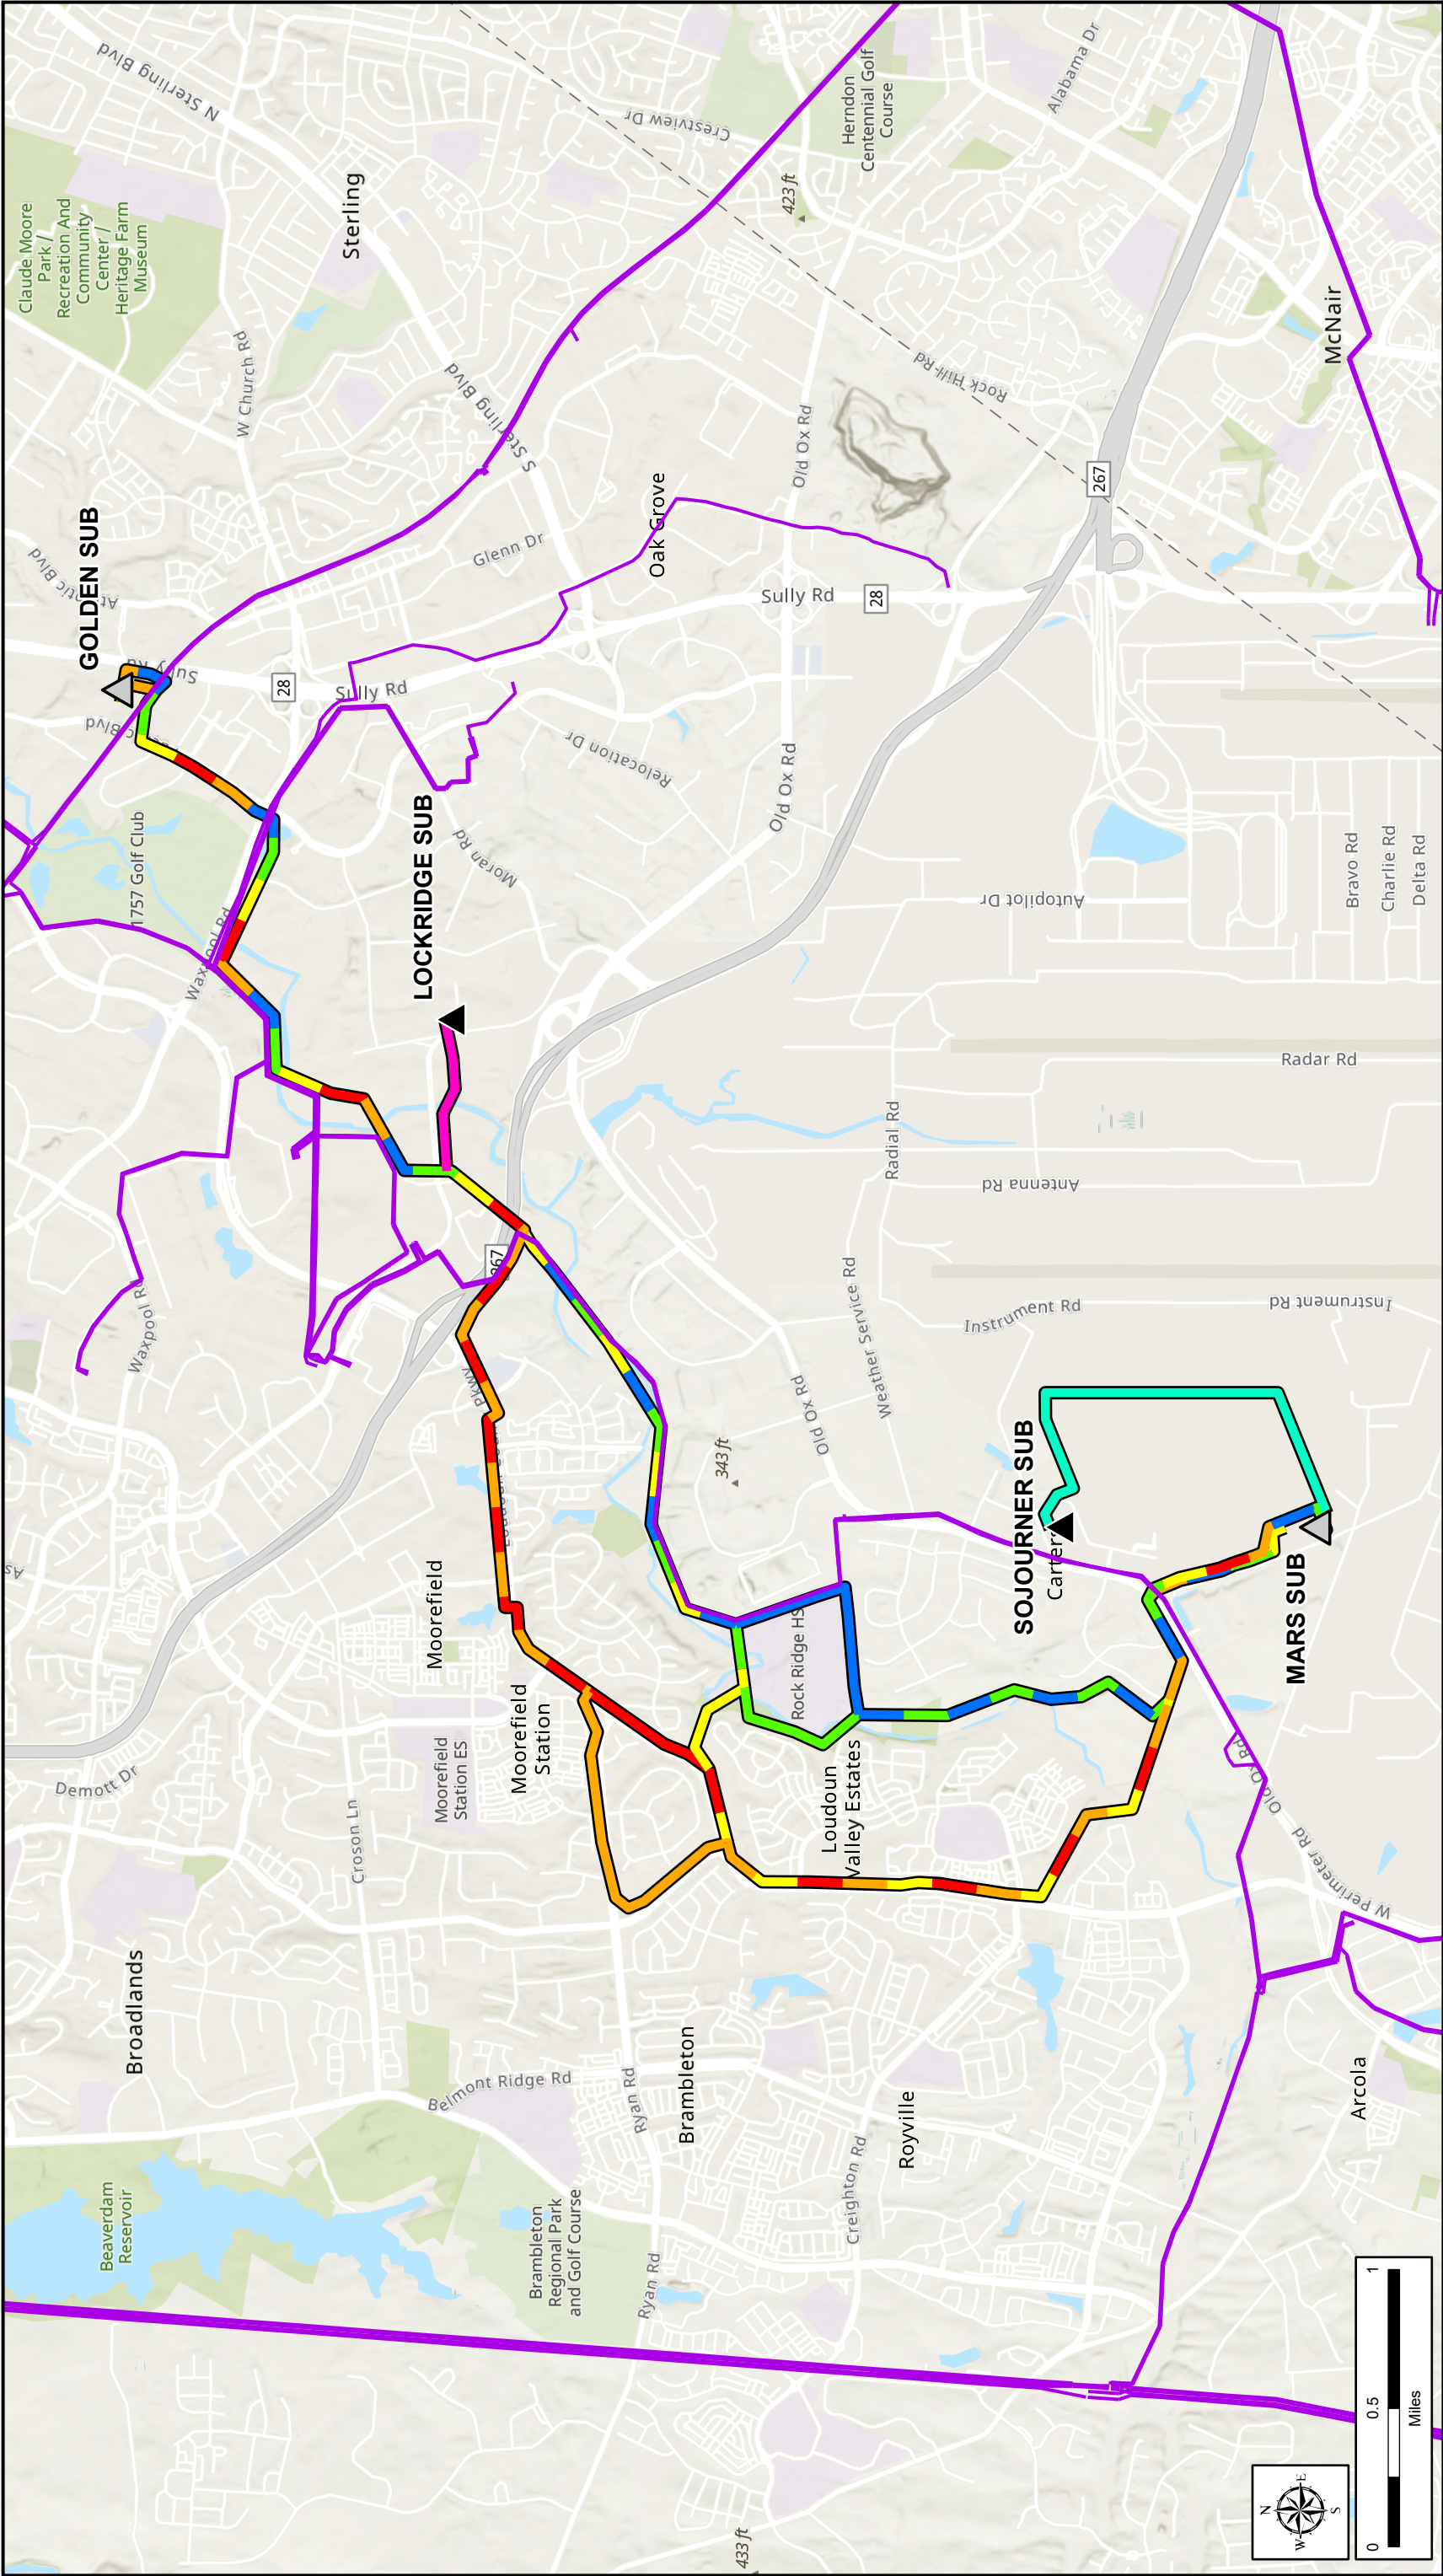 N Sterling Blvd
Claude Moore
Park /
Recreation And
Community
Center /
Heritage Farm
Museum
Sterling
Crestview Dr
Herndon
Centennial Golf
Course
Alabama Dr
423 ft
W Church Rd
S Sterling Blvd
Old Ox Rd
Rock Hill Rd
McNair
267
GOLDEN SUB
Glenn Dr
Oak Grove
Sully Rd
28
Sully Rd
28
Sully Rd
Relocation Dr
Old Ox Rd
1757 Golf Club
LOCKRIDGE SUB
Moran Rd
Waxpool Rd
Autopilot Dr
Bravo Rd
Charlie Rd
Delta Rd
Radar Rd
Radial Rd
Antenna Rd
Waxpool Rd
Weather Service Rd
Instrument Rd
Instrument Rd
Pkwy
Old Ox Rd
343 ft
SOJOURNER SUB
MARS SUB
Moorefield
Moorefield
Station
Moorefield
Station ES
Rock Ridge HS
Loudoun
Valley Estates
Demott Dr
Croson Ln
Old Ox Rd
W Perimeter Rd
Broadlands
Belmont Ridge Rd
Ryan Rd
Brambleton
Royville
Creighton Rd
Arcola
Beaverdam
Reservoir
Brambleton
Regional Park
and Golf Course
Ryan Rd
433 ft
N
W
E
S
0
0.5
1
Miles